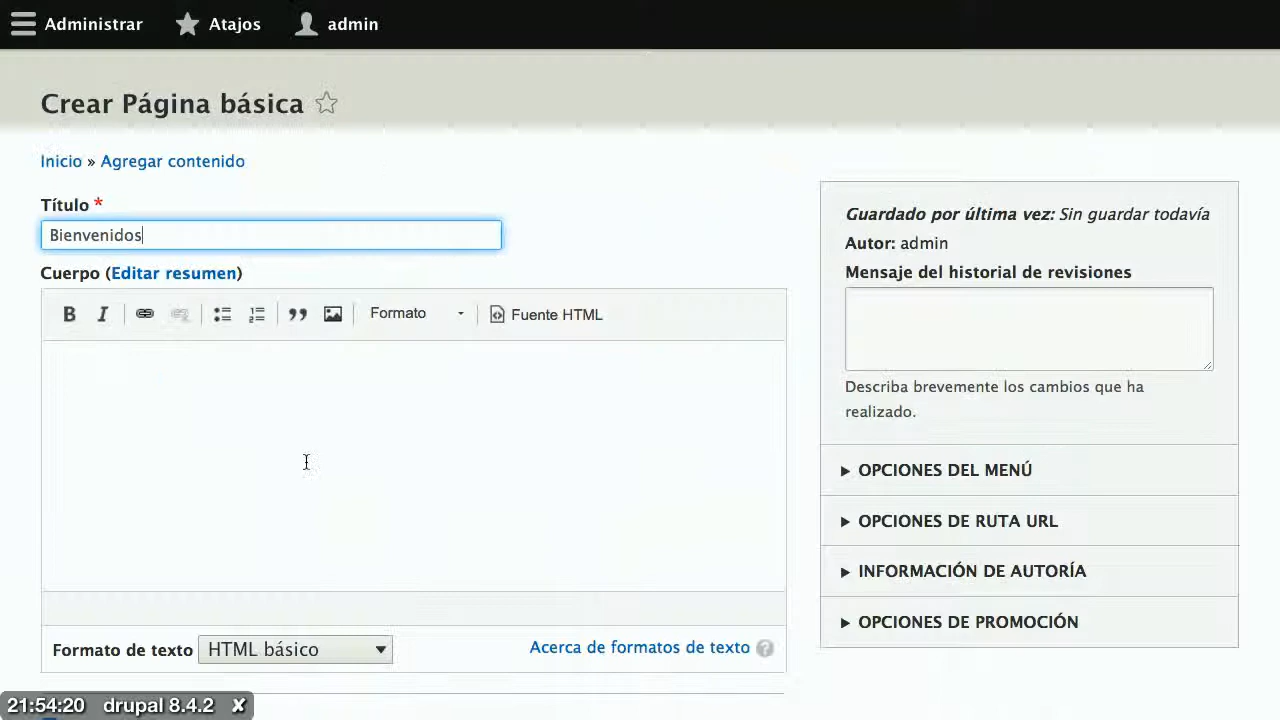 Administrar Atajos admin
Crear Página básica
Inicio » Agregar contenido
Título *
Bienvenidos
Cuerpo (Editar resumen)
B I Formato Fuente HTML
Formato de texto HTML básico Acerca de formatos de texto ?
Guardado por última vez: Sin guardar todavía
Autor: admin
Mensaje del historial de revisiones
Describa brevemente los cambios que ha
realizado.
OPCIONES DEL MENÚ
OPCIONES DE RUTA URL
INFORMACIÓN DE AUTORÍA
OPCIONES DE PROMOCIÓN
21:54:20 drupal 8.4.2 ✘